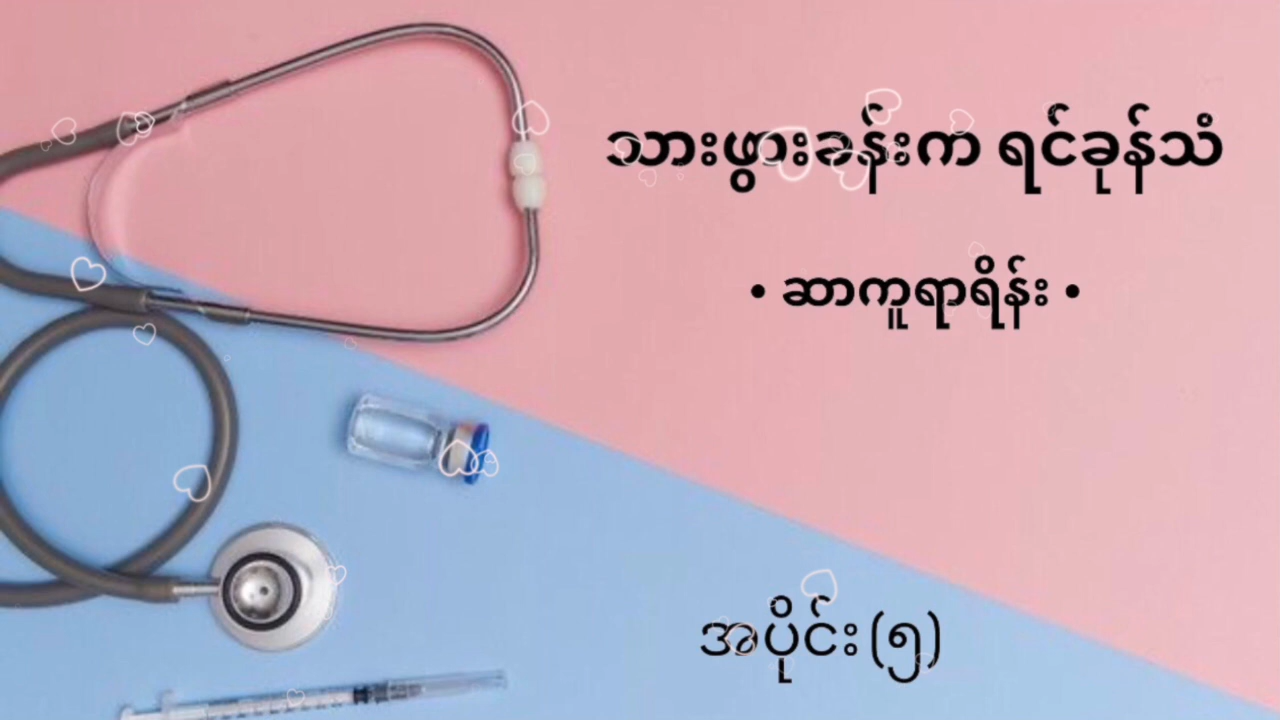 သားဖွားခန်းက ရင်ခုန်သံ
• ဆာကူရာရိန်း •
အပိုင်း(၅)